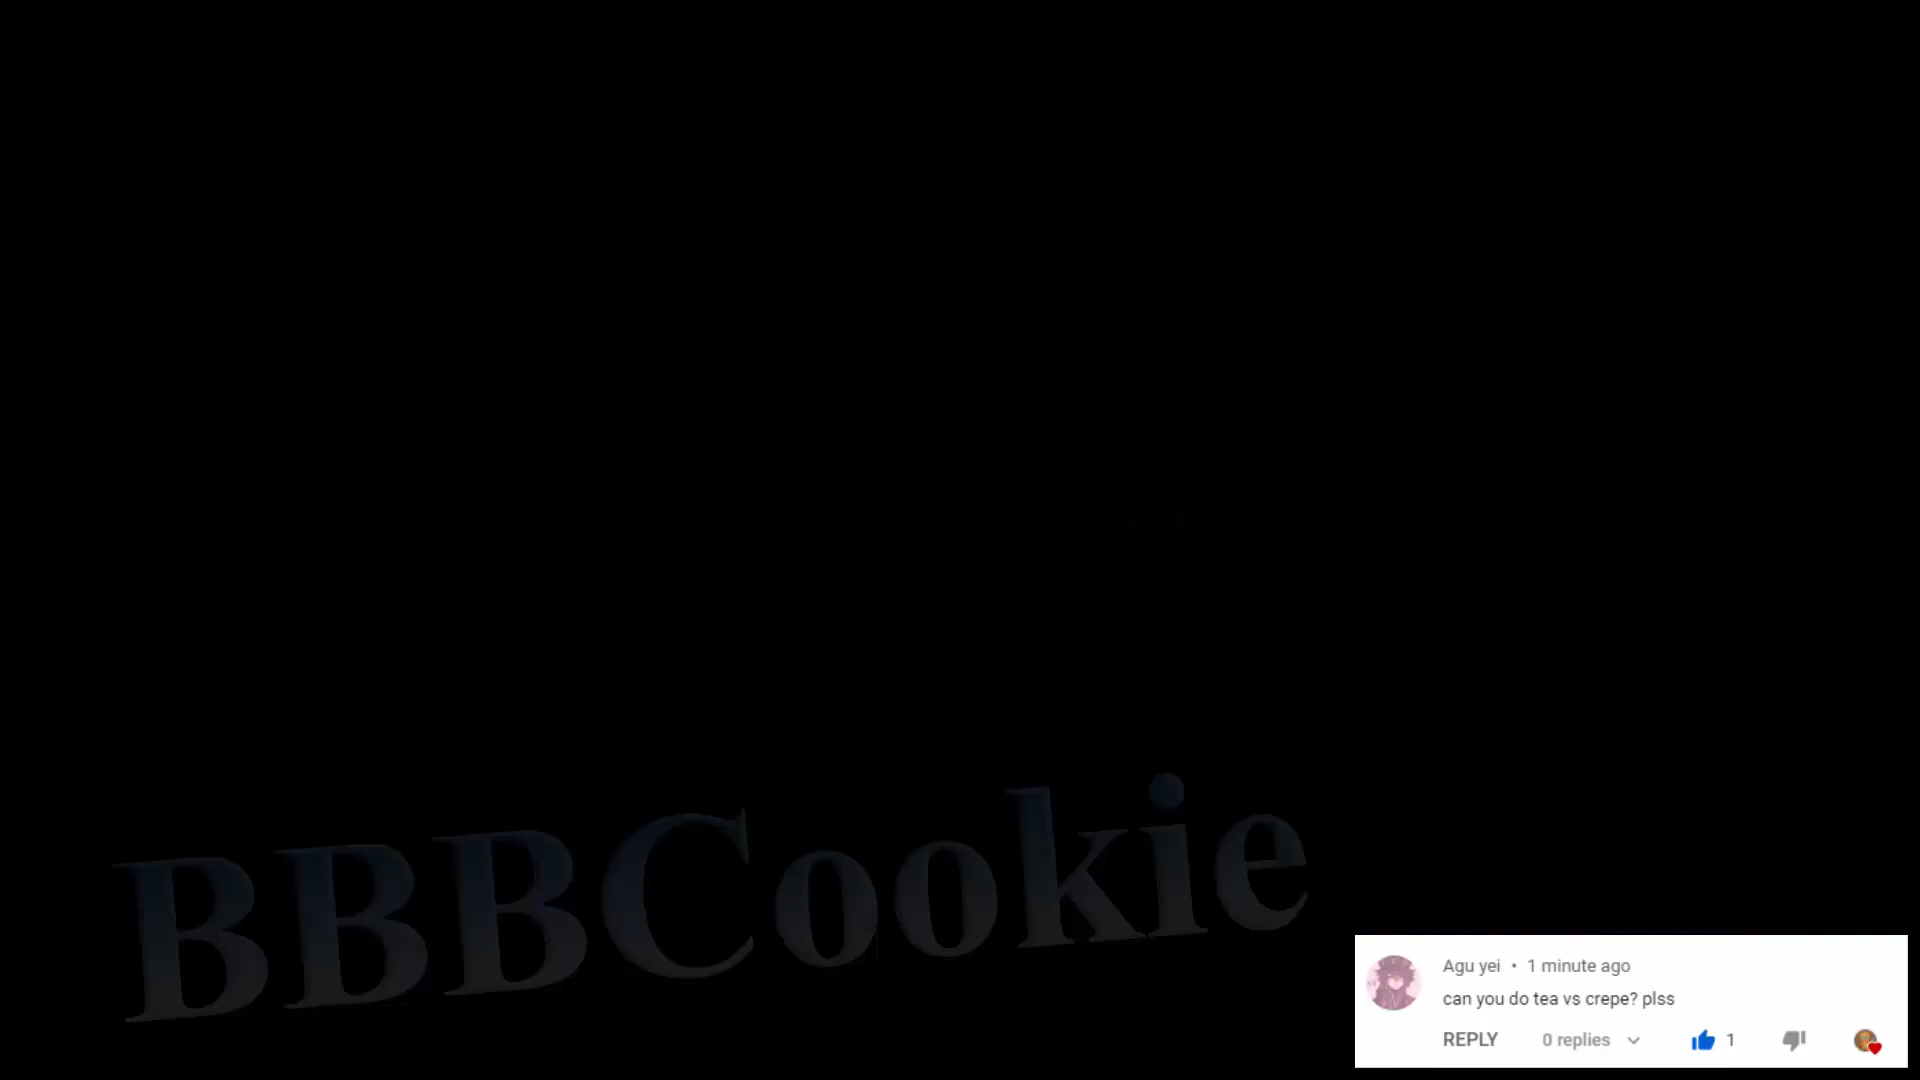 BBBCookie
Agu yei • 1 minute ago
can you do tea vs crepe? plss
REPLY 0 replies 1